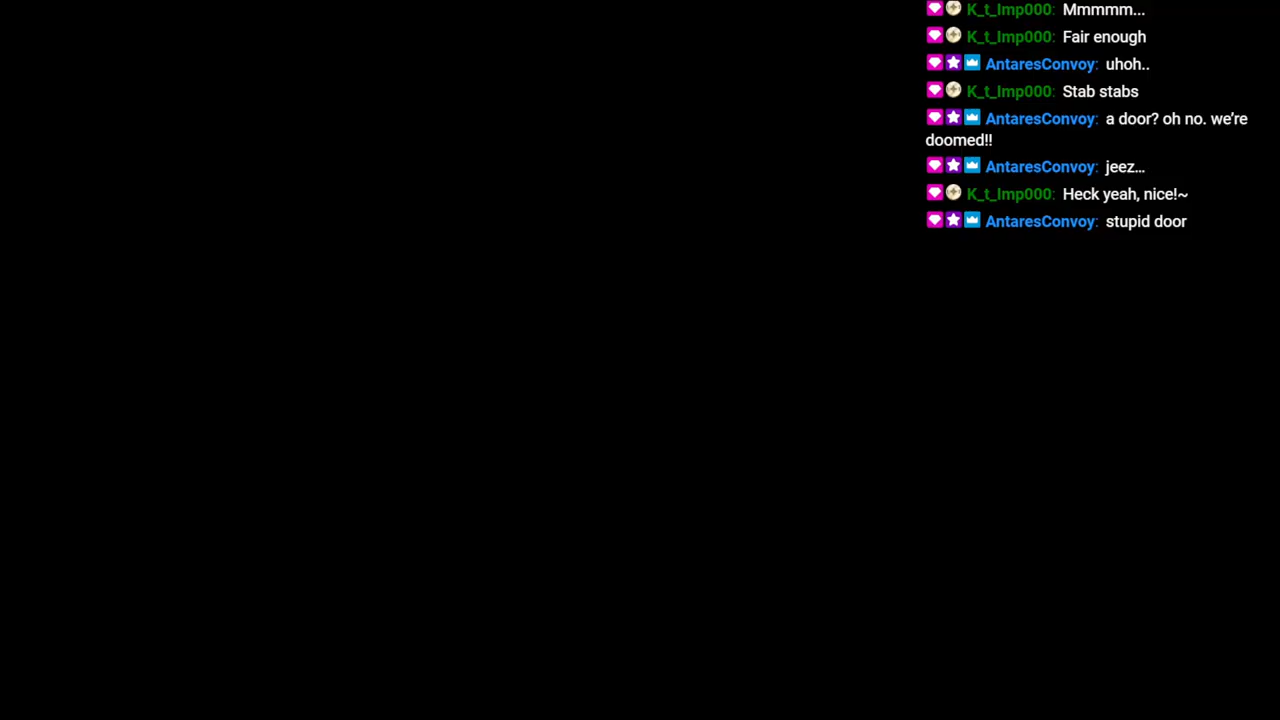 K_t_Imp000: Mmmmm...
K_t_Imp000: Fair enough
AntaresConvoy: uhoh..
K_t_Imp000: Stab stabs
AntaresConvoy: a door? oh no. we’re
doomed!!
AntaresConvoy: jeez…
K_t_Imp000: Heck yeah, nice!~
AntaresConvoy: stupid door